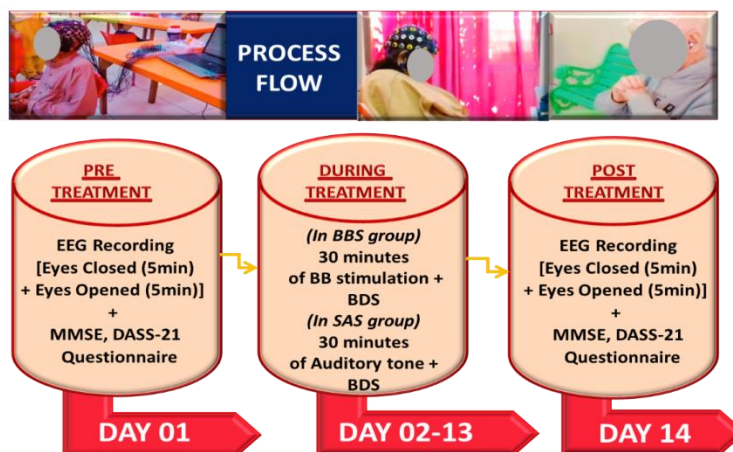 PROCESS
FLOW
PRE
TREATMENT
EEG Recording
[Eyes Closed (5min)
+ Eyes Opened (5min)]
+
MMSE, DASS-21
Questionnaire
DURING
TREATMENT
(In BBS group)
30 minutes
of BB stimulation +
BDS
(In SAS group)
30 minutes
of Auditory tone +
BDS
POST
TREATMENT
EEG Recording
[Eyes Closed (5min)
+ Eyes Opened (5min)]
+
MMSE, DASS-21
Questionnaire
DAY 01
DAY 02-13
DAY 14